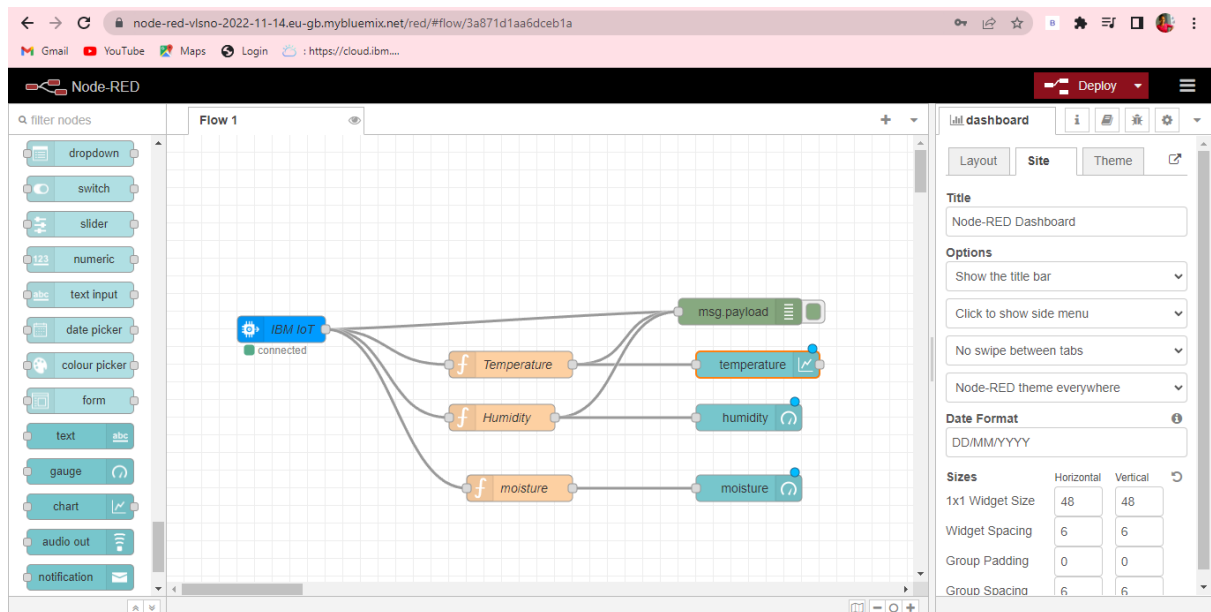 node-red-vlsno-2022-11-14.eu-gb.mybluemix.net/red/#flow/3a871d1aa6dceb1a
Gmail YouTube Maps Login : https://cloud.ibm....
Node-RED Deploy
filter nodes Flow 1 dashboard
dropdown
switch
slider
123 numeric
abc text input
date picker
colour picker
form
text abc
gauge
chart
audio out
notification
IBM IoT
connected
f Temperature
f Humidity
f moisture
msg.payload
temperature
humidity
moisture
Layout Site Theme
Title
Node-RED Dashboard
Options
Show the title bar
Click to show side menu
No swipe between tabs
Node-RED theme everywhere
Date Format
DD/MM/YYYY
Sizes Horizontal Vertical
1x1 Widget Size 48 48
Widget Spacing 6 6
Group Padding 0 0
Group Spacing 6 6